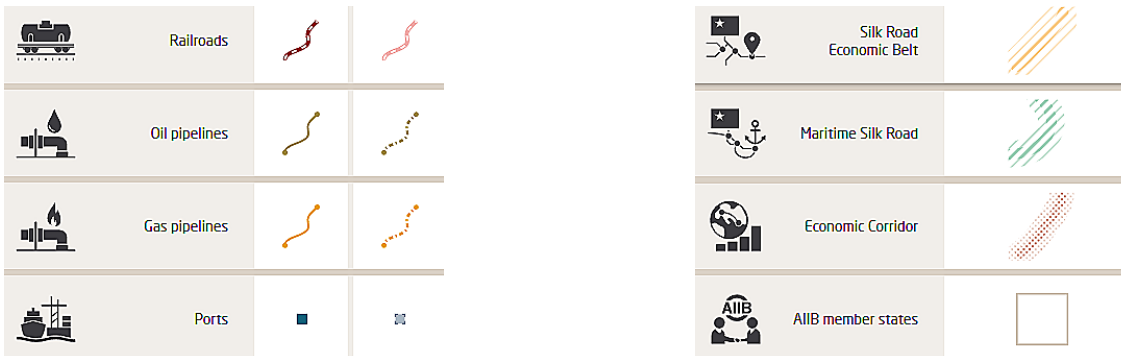 Railroads
Oil pipelines
Gas pipelines
Ports
Silk Road
Economic Belt
Maritime Silk Road
Economic Corridor
AIIB
AIIB member states